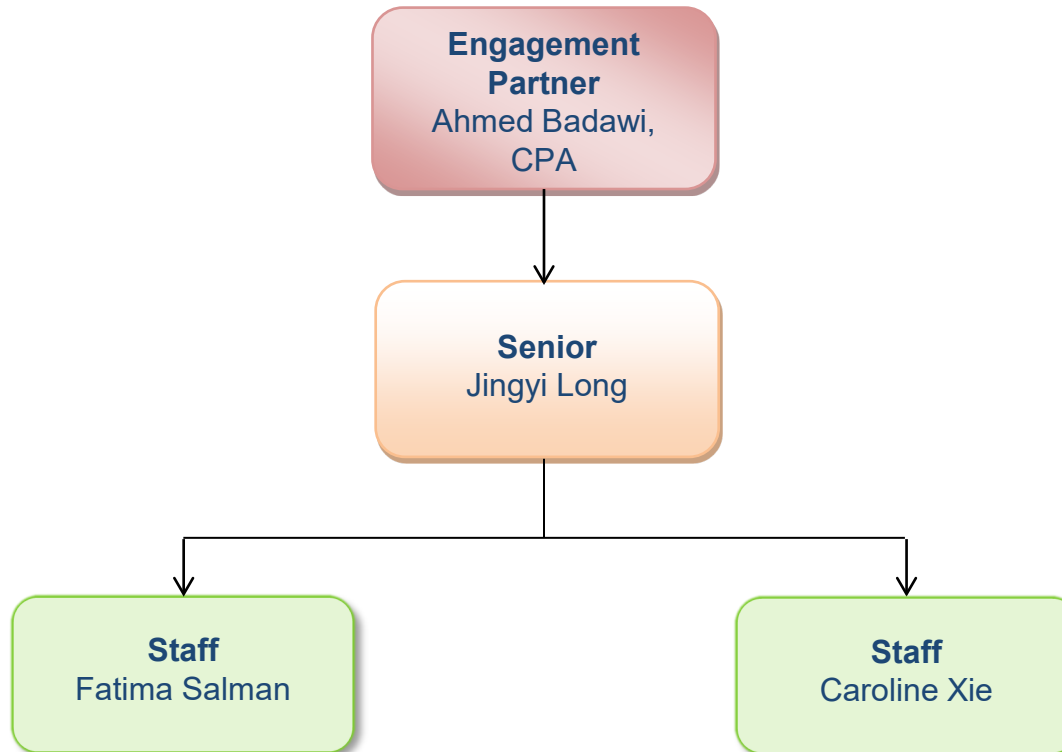 Engagement
Partner
Ahmed Badawi,
CPA
Senior
Jingyi Long
Staff
Fatima Salman
Staff
Caroline Xie